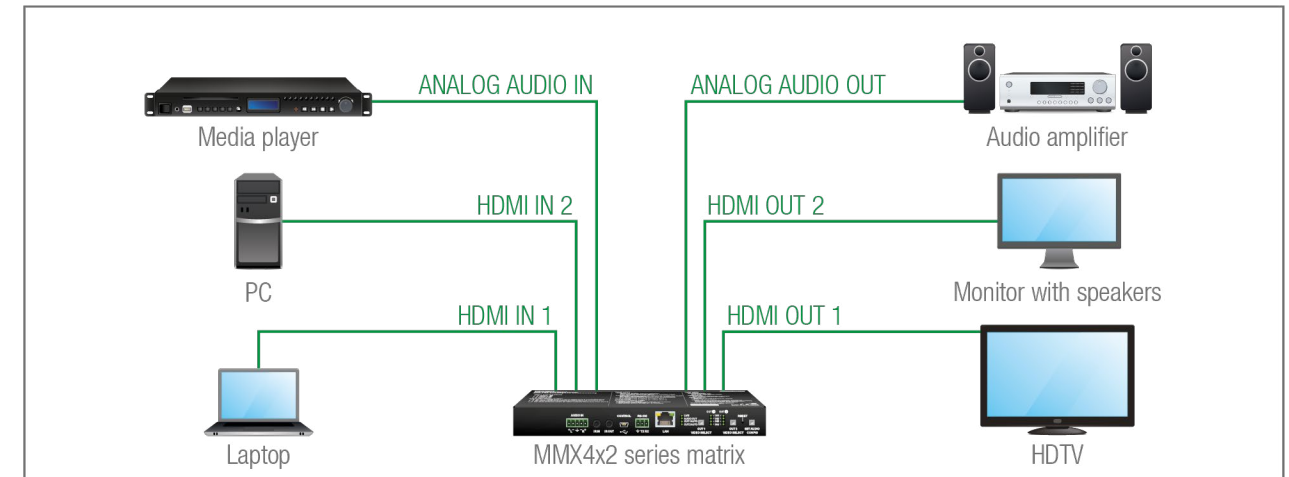 ANALOG AUDIO IN
ANALOG AUDIO OUT
Media player
Audio amplifier
HDMI IN 2
HDMI OUT 2
PC
Monitor with speakers
HDMI IN 1
HDMI OUT 1
Laptop
MMX4x2 series matrix
HDTV